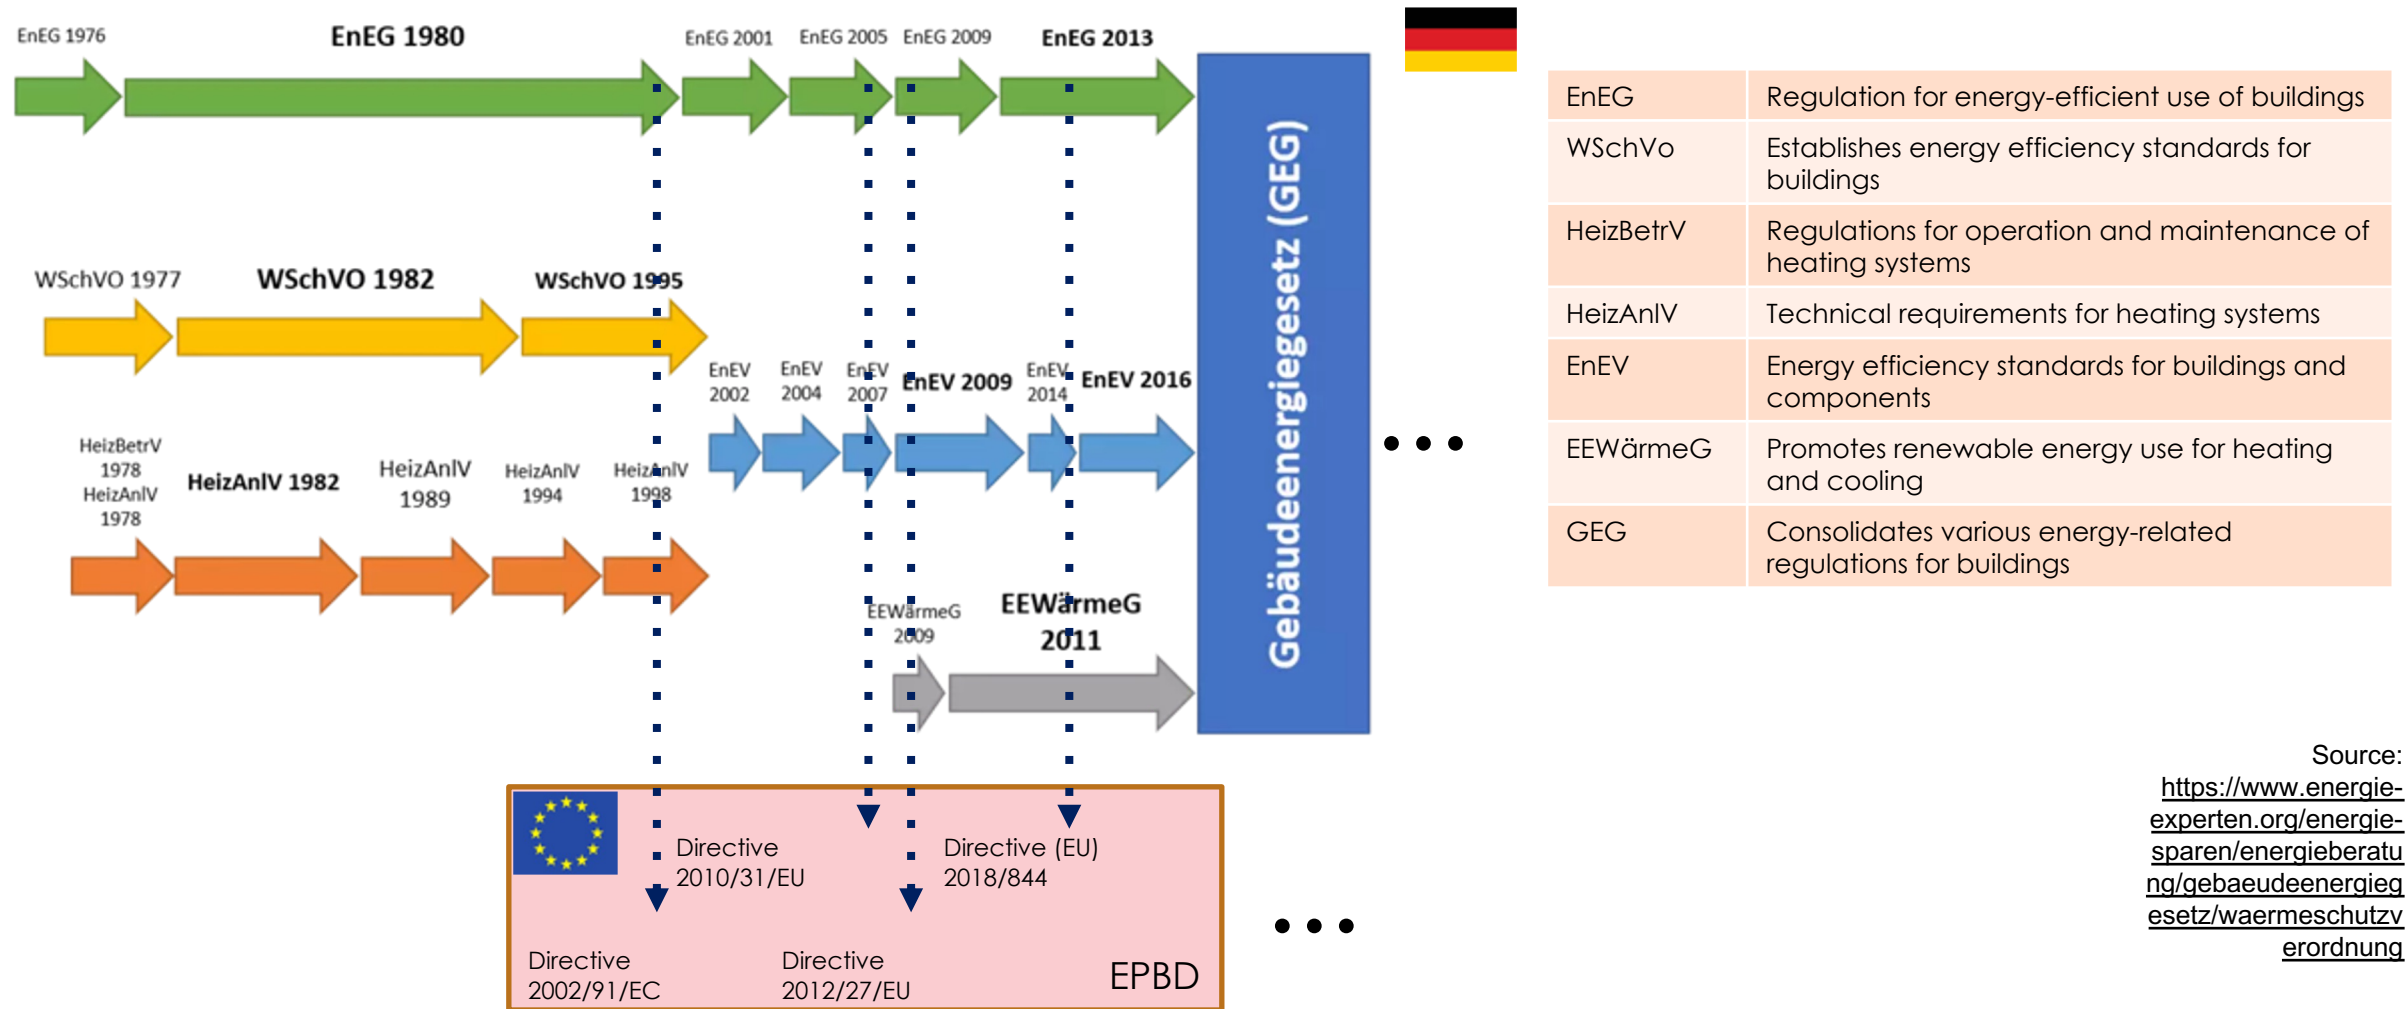 EnEG 1976
EnEG 1980
EnEG 2001
EnEG 2005
EnEG 2009
EnEG 2013
WSchVO 1977
WSchVO 1982
WSchVO 1995
EnEV
2002
EnEV
2004
EnEV
2007
EnEV 2009
EnEV
2014
EnEV 2016
HeizBetrV
1978
HeizAnlV
1978
HeizAnlV 1982
HeizAnlV
1989
HeizAnlV
1994
HeizAnlV
1998
EEWärmeG
2009
EEWärmeG
2011
Gebäudeenergiegesetz (GEG)
• • •
EnEG
Regulation for energy-efficient use of buildings
WSchVo
Establishes energy efficiency standards for
buildings
HeizBetrV
Regulations for operation and maintenance of
heating systems
HeizAnlV
Technical requirements for heating systems
EnEV
Energy efficiency standards for buildings and
components
EEWärmeG
Promotes renewable energy use for heating
and cooling
GEG
Consolidates various energy-related
regulations for buildings
Directive
2010/31/EU
Directive (EU)
2018/844
Directive
2002/91/EC
Directive
2012/27/EU
EPBD
• • •
Source:
https://www.energie-
experten.org/energie-
sparen/energieberatu
ng/gebaeudeenergieg
esetz/waermeschutzv
erordnung